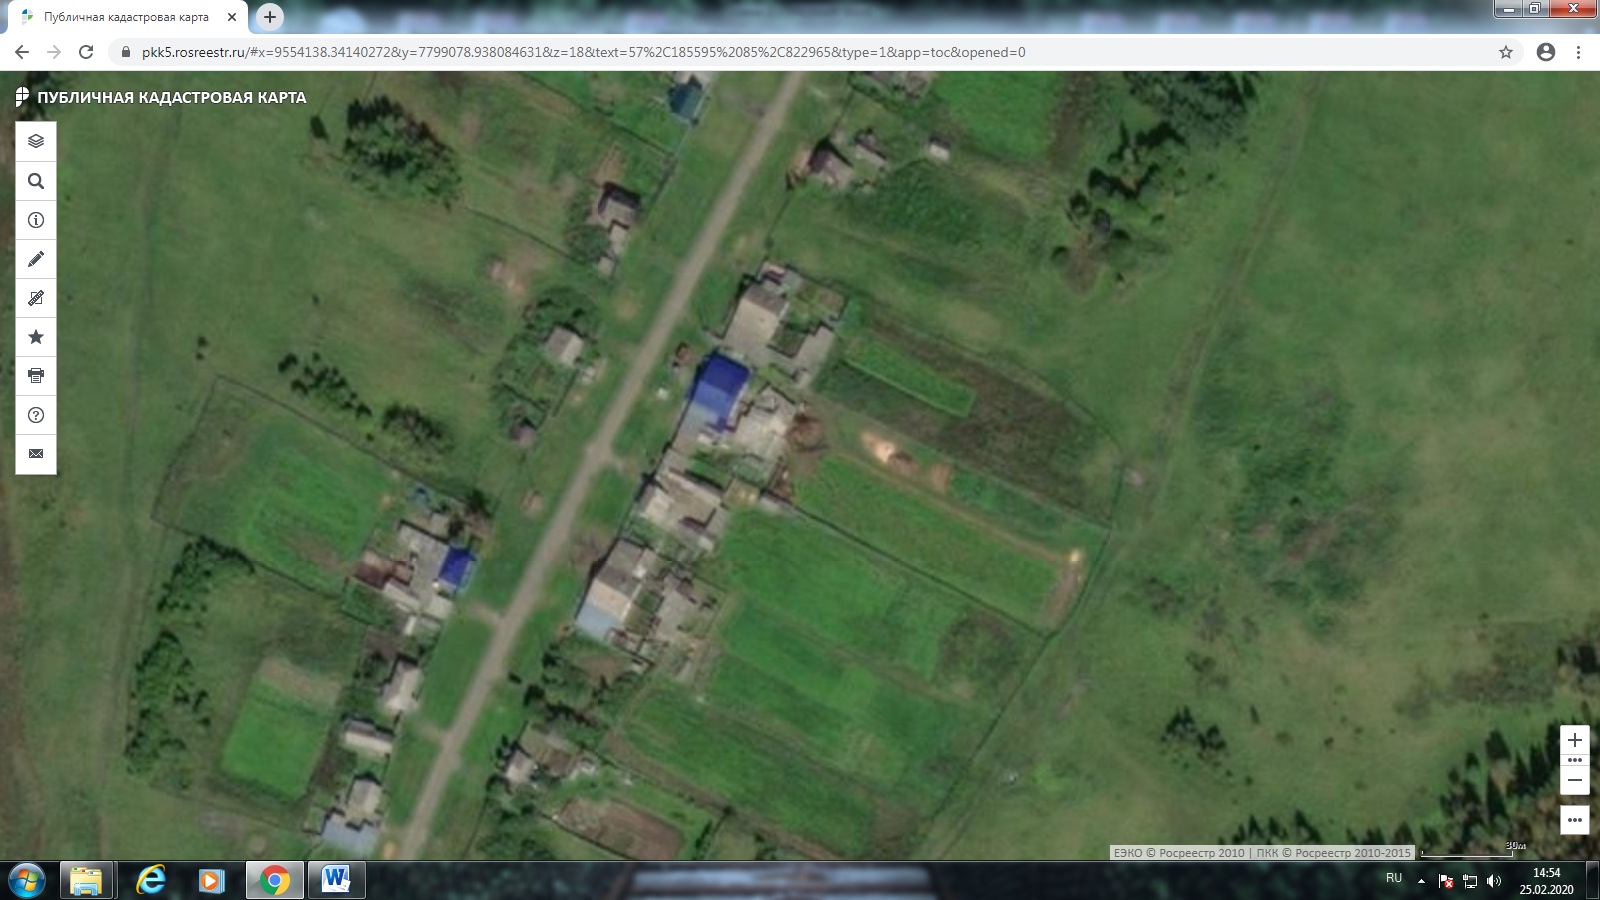 Публичная кадастровая карта
pkk5.rosreestr.ru/#x=9554138.34140272&y=7799078.938084631&z=18&text=57%2C185595%2085%2C822965&type=1&app=toc&opened=0
ПУБЛИЧНАЯ КАДАСТРОВАЯ КАРТА
ЕЭКО © Росреестр 2010 | ПКК © Росреестр 2010-2015
30м
RU
14:54
25.02.2020